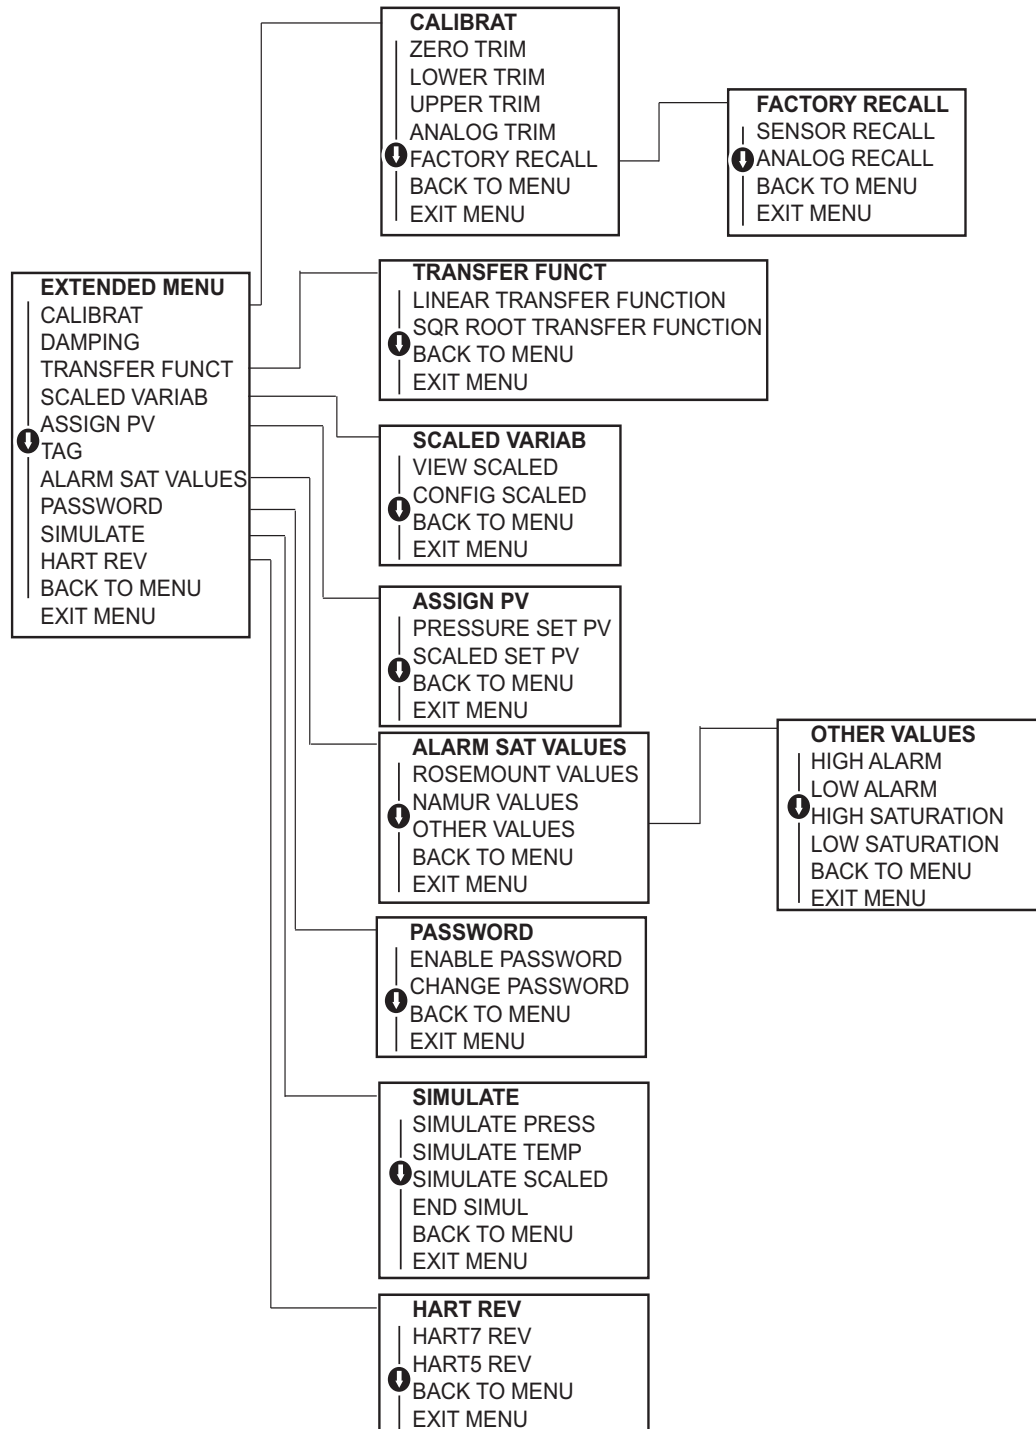 CALIBRAT
ZERO TRIM
LOWER TRIM
UPPER TRIM
ANALOG TRIM
FACTORY RECALL
BACK TO MENU
EXIT MENU
FACTORY RECALL
SENSOR RECALL
ANALOG RECALL
BACK TO MENU
EXIT MENU
EXTENDED MENU
CALIBRAT
DAMPING
TRANSFER FUNCT
SCALED VARIAB
ASSIGN PV
TAG
ALARM SAT VALUES
PASSWORD
SIMULATE
HART REV
BACK TO MENU
EXIT MENU
TRANSFER FUNCT
LINEAR TRANSFER FUNCTION
SQR ROOT TRANSFER FUNCTION
BACK TO MENU
EXIT MENU
SCALED VARIAB
VIEW SCALED
CONFIG SCALED
BACK TO MENU
EXIT MENU
ASSIGN PV
PRESSURE SET PV
SCALED SET PV
BACK TO MENU
EXIT MENU
ALARM SAT VALUES
ROSEMOUNT VALUES
NAMUR VALUES
OTHER VALUES
BACK TO MENU
EXIT MENU
OTHER VALUES
HIGH ALARM
LOW ALARM
HIGH SATURATION
LOW SATURATION
BACK TO MENU
EXIT MENU
PASSWORD
ENABLE PASSWORD
CHANGE PASSWORD
BACK TO MENU
EXIT MENU
SIMULATE
SIMULATE PRESS
SIMULATE TEMP
SIMULATE SCALED
END SIMUL
BACK TO MENU
EXIT MENU
HART REV
HART7 REV
HART5 REV
BACK TO MENU
EXIT MENU